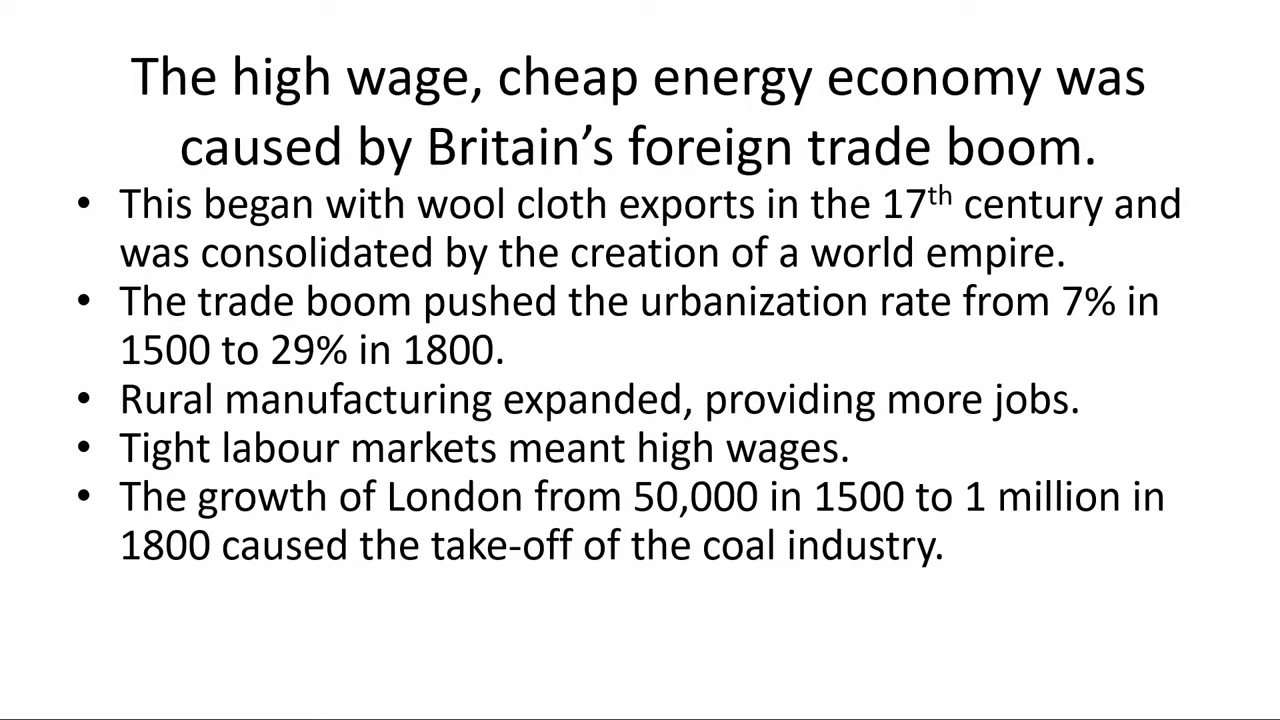 The high wage, cheap energy economy was
caused by Britain’s foreign trade boom.
• This began with wool cloth exports in the 17th century and
was consolidated by the creation of a world empire.
• The trade boom pushed the urbanization rate from 7% in
1500 to 29% in 1800.
• Rural manufacturing expanded, providing more jobs.
• Tight labour markets meant high wages.
• The growth of London from 50,000 in 1500 to 1 million in
1800 caused the take-off of the coal industry.